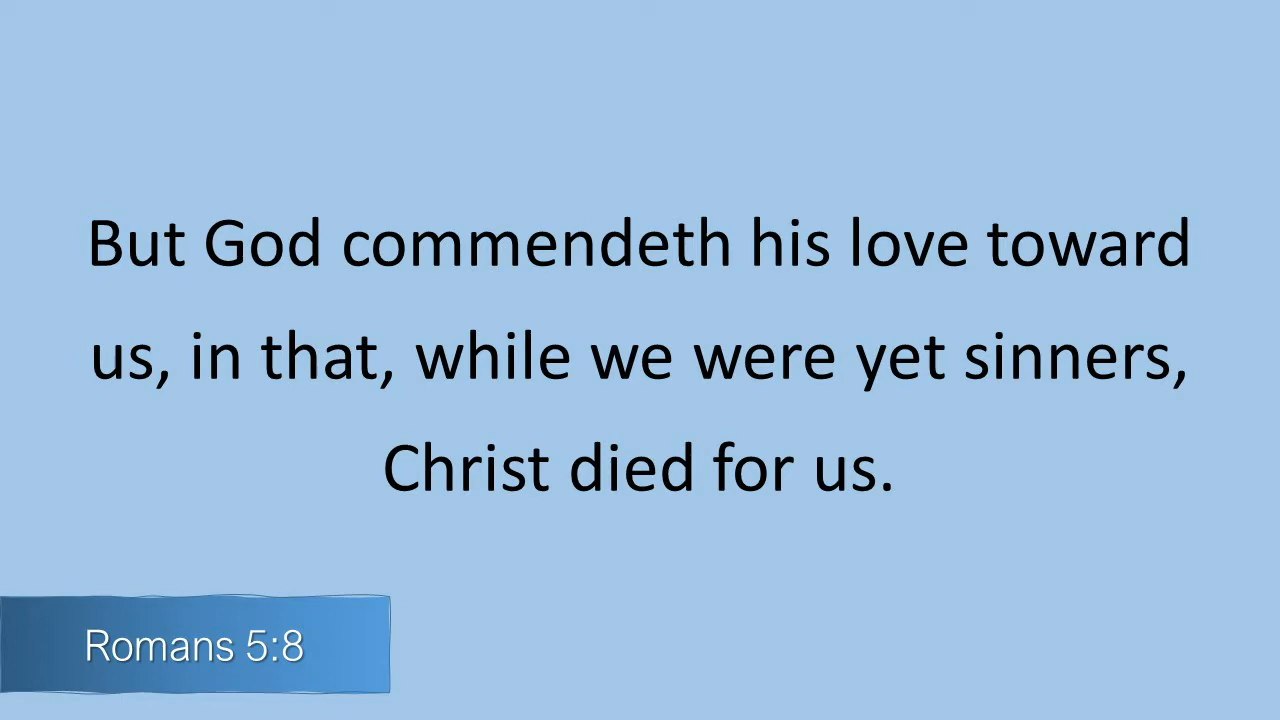 But God commendeth his love toward
us, in that, while we were yet sinners,
Christ died for us.
Romans 5:8